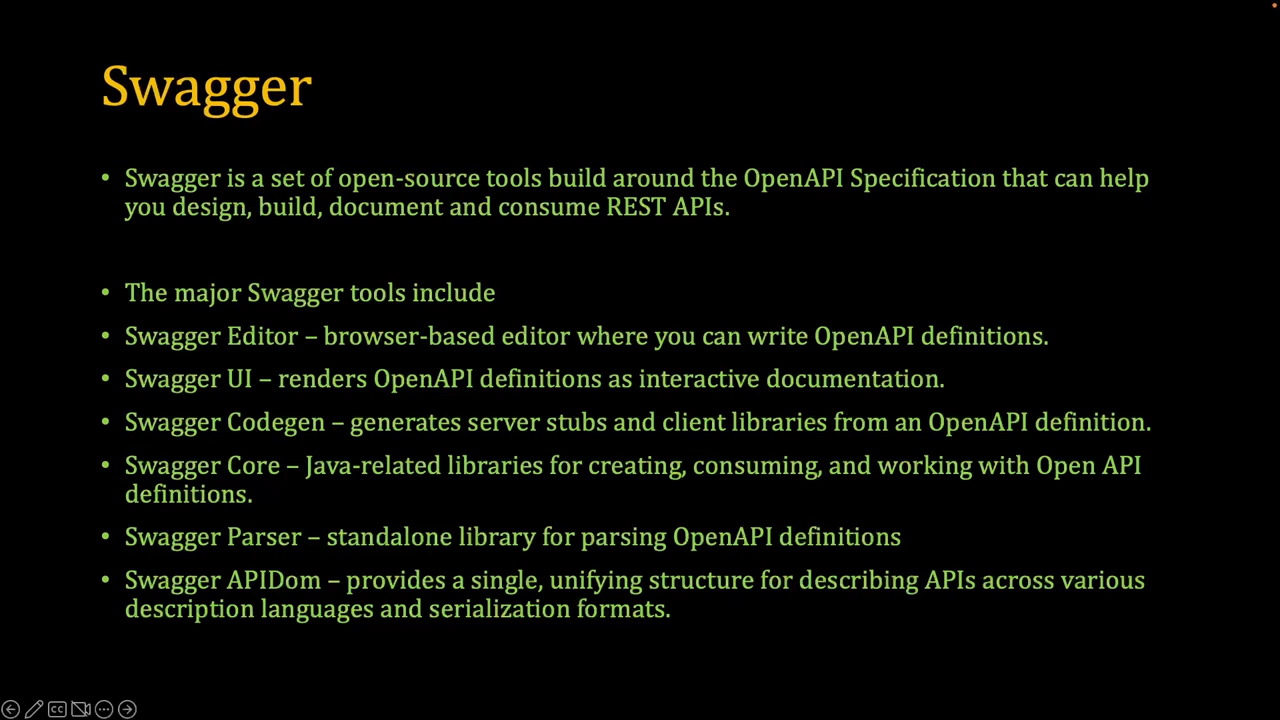 Swagger
• Swagger is a set of open-source tools build around the OpenAPI Specification that can help
you design, build, document and consume REST APIs.
• The major Swagger tools include
• Swagger Editor – browser-based editor where you can write OpenAPI definitions.
• Swagger UI – renders OpenAPI definitions as interactive documentation.
• Swagger Codegen – generates server stubs and client libraries from an OpenAPI definition.
• Swagger Core – Java-related libraries for creating, consuming, and working with Open API
definitions.
• Swagger Parser – standalone library for parsing OpenAPI definitions
• Swagger APIDom – provides a single, unifying structure for describing APIs across various
description languages and serialization formats.
CC